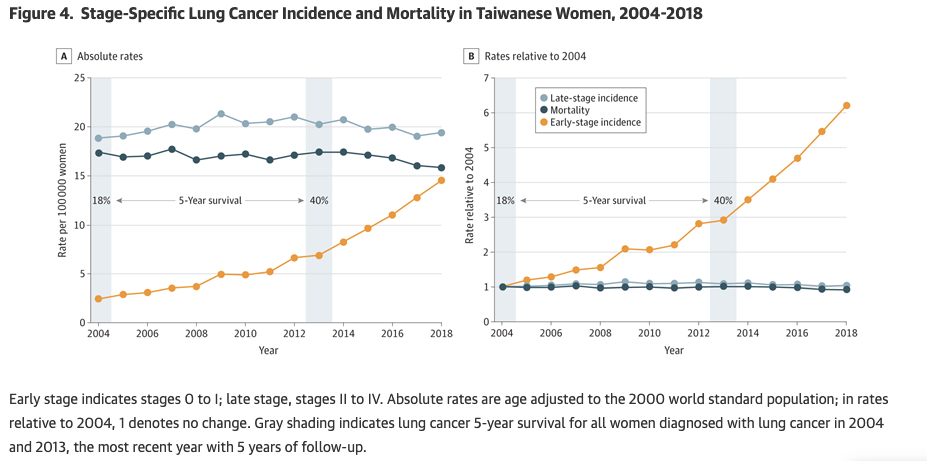 Figure 4. Stage-Specific Lung Cancer Incidence and Mortality in Taiwanese Women, 2004-2018
A Absolute rates
25
20
15
10
5
0
Rate per 100 000 women
18%
5-Year survival
40%
2004 2006 2008 2010 2012 2014 2016 2018
Year
B Rates relative to 2004
7
6
5
4
3
2
1
0
Rate relative to 2004
Late-stage incidence
Mortality
Early-stage incidence
18%
5-Year survival
40%
2004 2006 2008 2010 2012 2014 2016 2018
Year
Early stage indicates stages 0 to I; late stage, stages II to IV. Absolute rates are age adjusted to the 2000 world standard population; in rates
relative to 2004, 1 denotes no change. Gray shading indicates lung cancer 5-year survival for all women diagnosed with lung cancer in 2004
and 2013, the most recent year with 5 years of follow-up.